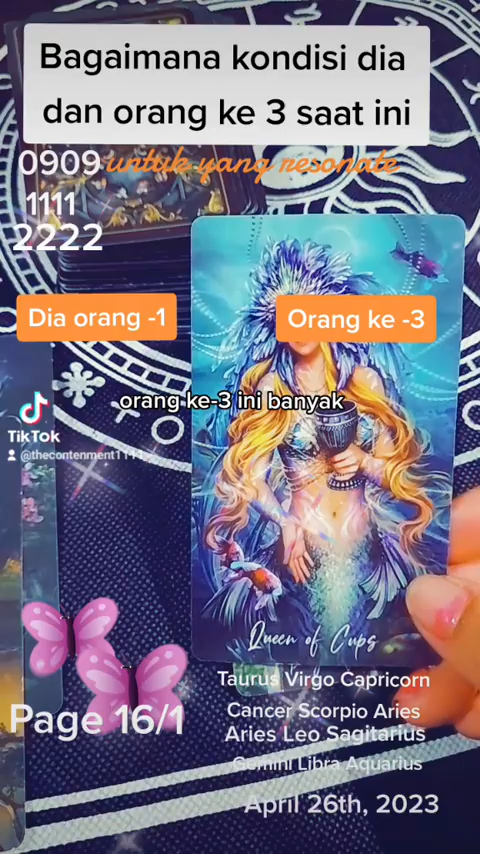 Bagaimana kondisi dia
dan orang ke 3 saat ini
0909 untuk yang resonate
1111
2222
Dia orang -1
Orang ke -3
orang ke-3 ini banyak
TikTok
@thecontenment1111
Queen of Cups
Taurus Virgo Capricorn
Cancer Scorpio Aries
Aries Leo Sagitarius
Gemini Libra Aquarius
Page 16/1
April 26th, 2023